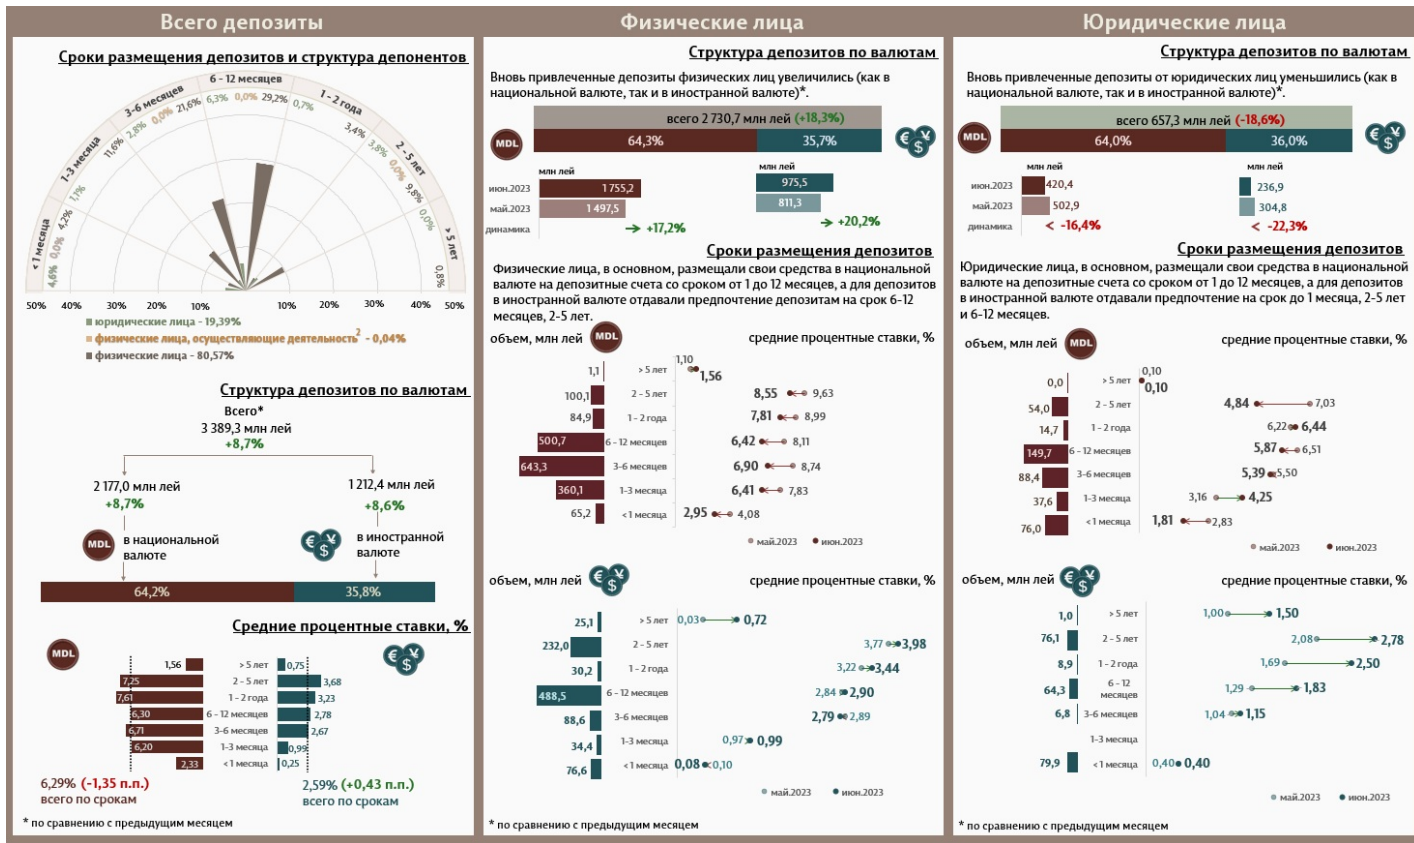 Всего депозиты
Сроки размещения депозитов и структура депонентов
< 1 месяца
1-3 месяца
3-6 месяцев
6 - 12 месяцев
1 - 2 года
2 - 5 лет
> 5 лет
4,6%
0,0%
4,2%
1,1%
11,6%
2,8%
0,0%
21,6%
6,3%
0,0%
29,2%
0,7%
3,4%
3,8%
0,0%
9,8%
0,0%
0,8%
50% 40% 30% 20% 10% 10% 20% 30% 40% 50%
юридические лица - 19,39%
физические лица, осуществляющие деятельность2 - 0,04%
физические лица - 80,57%
Структура депозитов по валютам
Всего*
3 389,3 млн лей
+8,7%
2 177,0 млн лей
+8,7%
1 212,4 млн лей
+8,6%
MDL
в национальной
валюте
€ ¥ $
в иностранной
валюте
64,2% 35,8%
Средние процентные ставки, %
MDL
€ ¥ $
1,56 > 5 лет 0,75
7,25 2 - 5 лет 3,68
7,61 1 - 2 года 3,23
6,30 6 - 12 месяцев 2,78
6,71 3-6 месяцев 2,67
6,20 1-3 месяца 0,99
2,33 < 1 месяца 0,25
6,29% (-1,35 п.п.)
всего по срокам
2,59% (+0,43 п.п.)
всего по срокам
* по сравнению с предыдущим месяцем
Физические лица
Структура депозитов по валютам
Вновь привлеченные депозиты физических лиц увеличились (как в
национальной валюте, так и в иностранной валюте)*.
всего 2 730,7 млн лей (+18,3%)
MDL 64,3% 35,7% € ¥ $
млн лей млн лей
июн.2023 1 755,2 975,5
май.2023 1 497,5 811,3
динамика +17,2% +20,2%
Сроки размещения депозитов
Физические лица, в основном, размещали свои средства в национальной
валюте на депозитные счета со сроком от 1 до 12 месяцев, а для депозитов
в иностранной валюте отдавали предпочтение депозитам на срок 6-12
месяцев, 2-5 лет.
объем, млн лей MDL средние процентные ставки, %
1,1 > 5 лет 1,10 1,56
100,1 2 - 5 лет 8,55 9,63
84,9 1 - 2 года 7,81 8,99
500,7 6 - 12 месяцев 6,42 8,11
643,3 3-6 месяцев 6,90 8,74
360,1 1-3 месяца 6,41 7,83
65,2 < 1 месяца 2,95 4,08
май.2023 июн.2023
объем, млн лей € ¥ $ средние процентные ставки, %
25,1 > 5 лет 0,03 0,72
232,0 2 - 5 лет 3,77 3,98
30,2 1 - 2 года 3,22 3,44
488,5 6 - 12 месяцев 2,84 2,90
88,6 3-6 месяцев 2,79 2,89
34,4 1-3 месяца 0,97 0,99
76,6 < 1 месяца 0,08 0,10
май.2023 июн.2023
* по сравнению с предыдущим месяцем
Юридические лица
Структура депозитов по валютам
Вновь привлеченные депозиты от юридических лиц уменьшились (как в
национальной валюте, так и в иностранной валюте)*.
всего 657,3 млн лей (-18,6%)
MDL 64,0% 36,0% € ¥ $
млн лей млн лей
июн.2023 420,4 236,9
май.2023 502,9 304,8
динамика < -16,4% < -22,3%
Сроки размещения депозитов
Юридические лица, в основном, размещали свои средства в национальной
валюте на депозитные счета со сроком от 1 до 12 месяцев, а для депозитов
в иностранной валюте отдавали предпочтение на срок до 1 месяца, 2-5 лет
и 6-12 месяцев.
объем, млн лей MDL средние процентные ставки, %
0,0 > 5 лет 0,10 0,10
54,0 2 - 5 лет 4,84 7,03
14,7 1 - 2 года 6,22 6,44
149,7 6 - 12 месяцев 5,87 6,51
88,4 3-6 месяцев 5,39 5,50
37,6 1-3 месяца 3,16 4,25
76,0 < 1 месяца 1,81 2,83
май.2023 июн.2023
объем, млн лей € ¥ $ средние процентные ставки, %
1,0 > 5 лет 1,00 1,50
76,1 2 - 5 лет 2,08 2,78
8,9 1 - 2 года 1,69 2,50
64,3 6 - 12
месяцев 1,29 1,83
6,8 3-6 месяцев 1,04 1,15
1-3 месяца
79,9 < 1 месяца 0,40 0,40
май.2023 июн.2023
* по сравнению с предыдущим месяцем